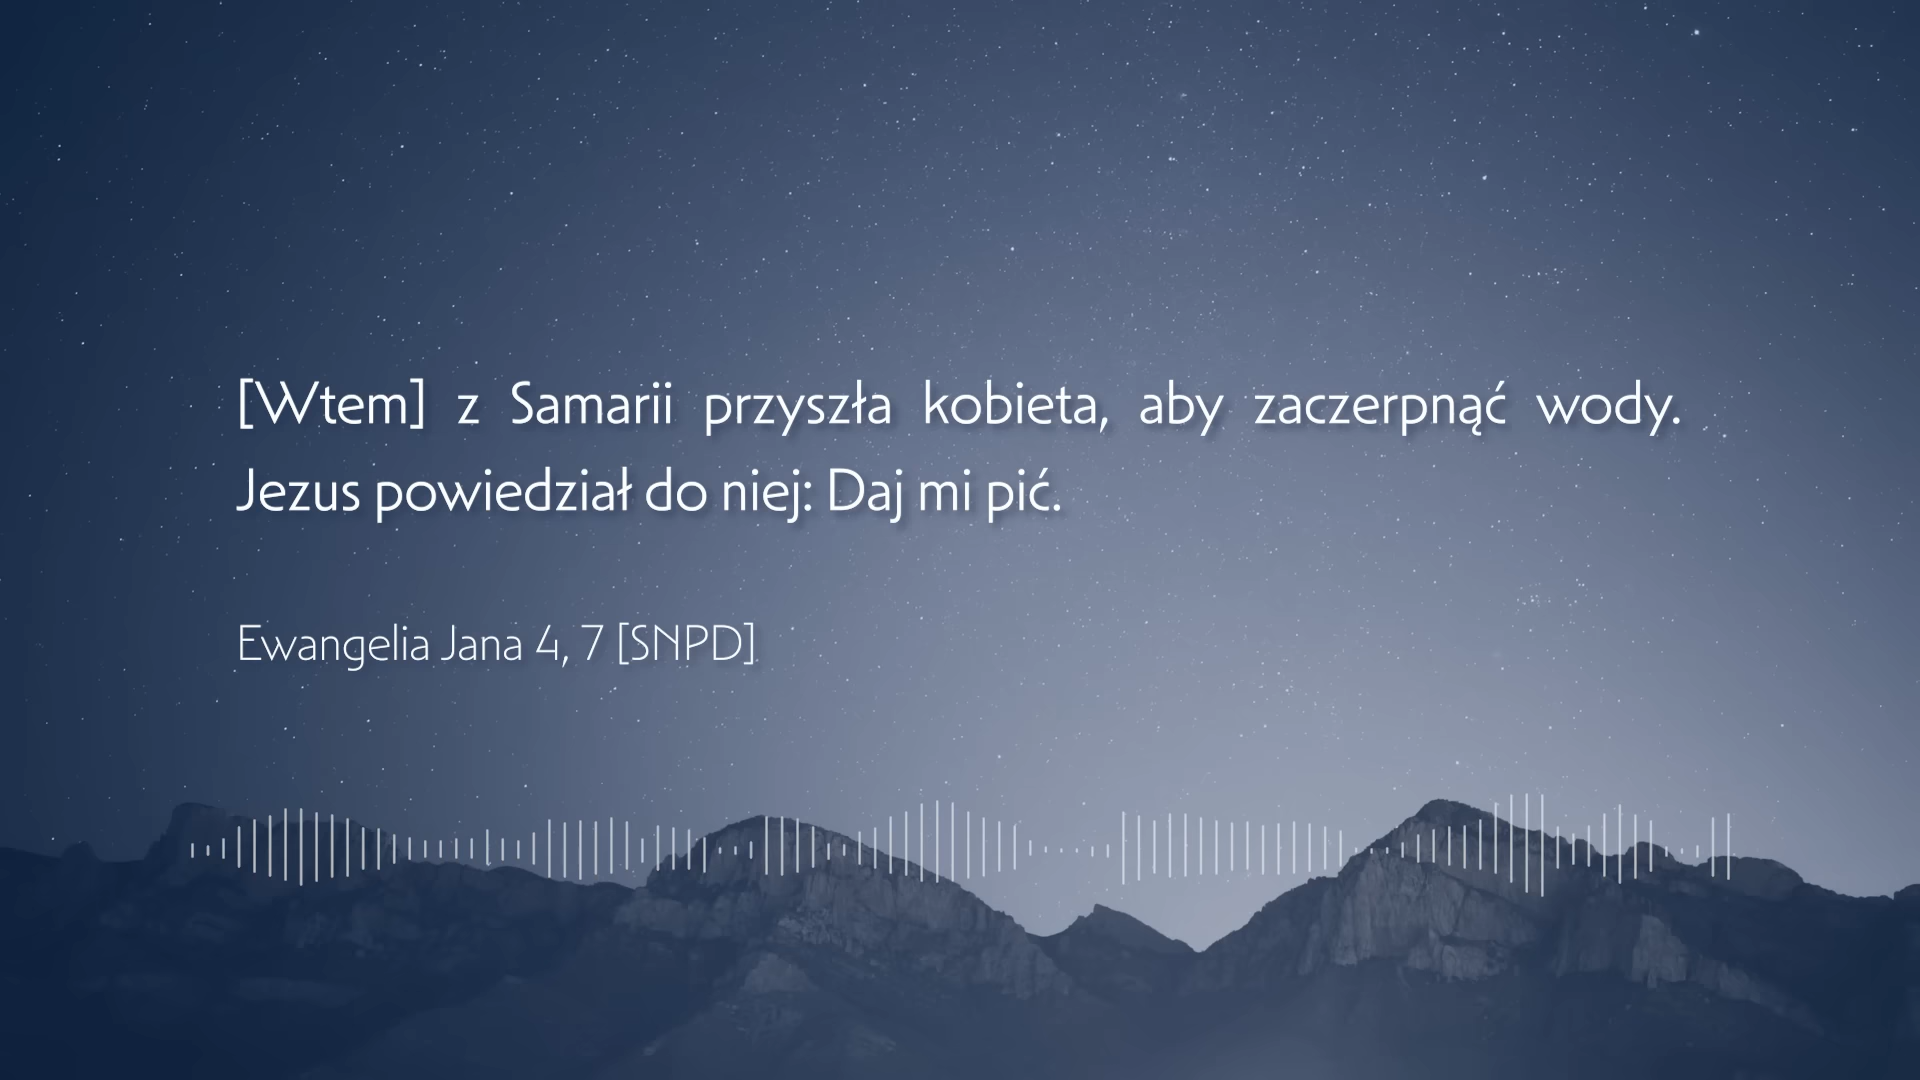 [Wtem] z Samarii przyszła kobieta, aby zaczerpnąć wody.
Jezus powiedział do niej: Daj mi pić.
Ewangelia Jana 4, 7 [SNPD]